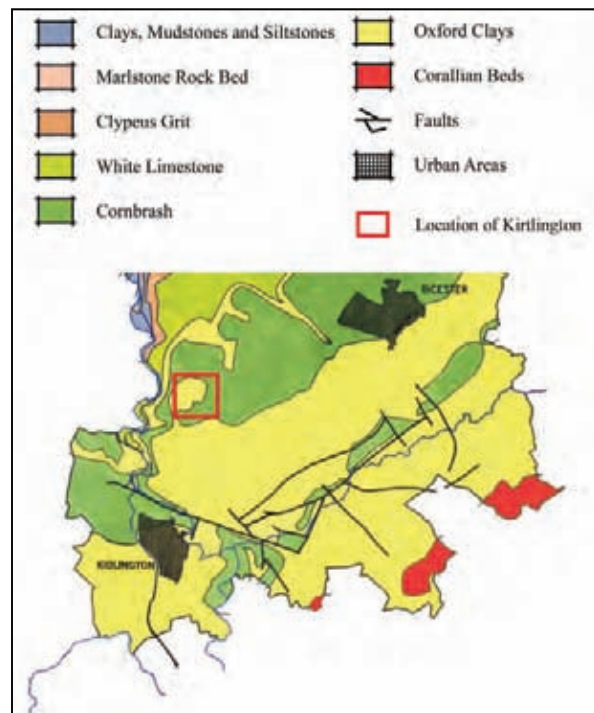 Clays, Mudstones and Siltstones
Marlstone Rock Bed
Clypeus Grit
White Limestone
Cornbrash
Oxford Clays
Corallian Beds
Faults
Urban Areas
Location of Kirtlington
BICESTER
KIDLINGTON